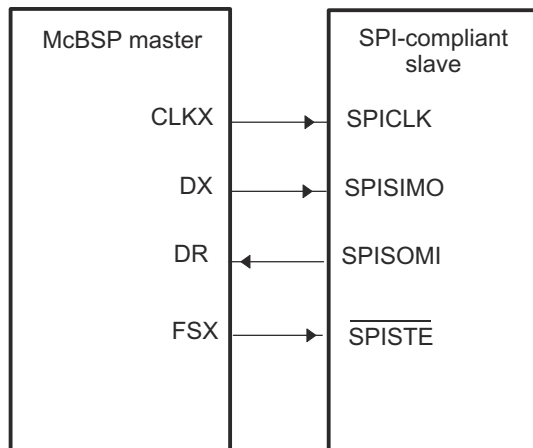 McBSP master
SPI-compliant
slave
CLKX
SPICLK
DX
SPISIMO
DR
SPISOMI
FSX
SPISTE